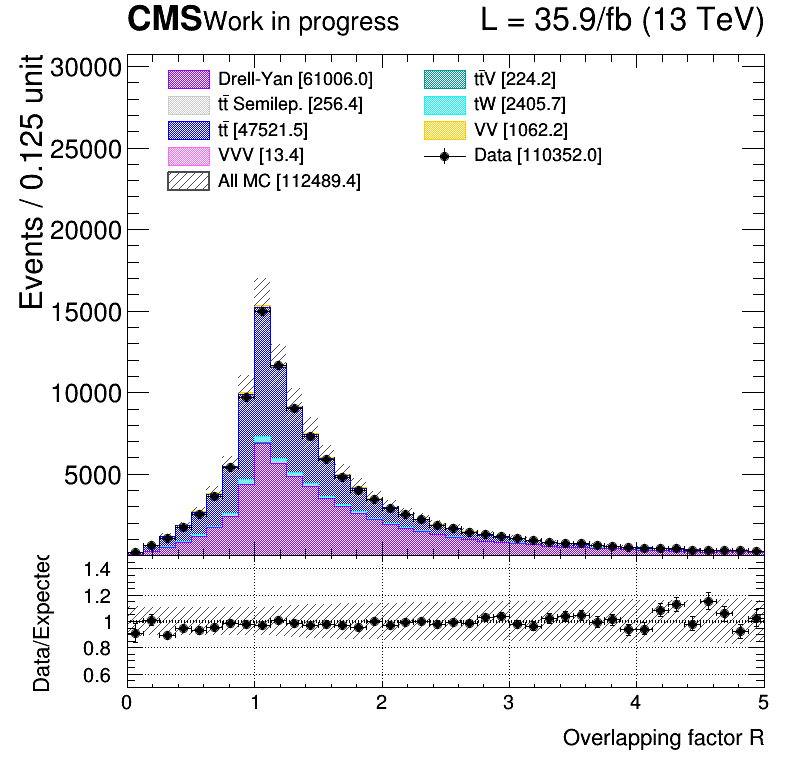 CMS Work in progress L = 35.9/fb (13 TeV)
Events / 0.125 unit
30000
25000
20000
15000
10000
5000
Drell-Yan [61006.0]
tt̄ Semilep. [256.4]
tt̄ [47521.5]
VVV [13.4]
All MC [112489.4]
tt̄V [224.2]
tW [2405.7]
VV [1062.2]
Data [110352.0]
Data/Expected
1.4
1.2
1
0.8
0.6
0 1 2 3 4 5
Overlapping factor R